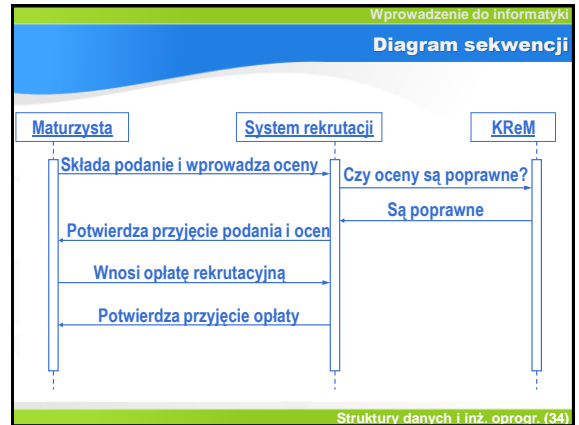 Wprowadzenie do informatyki
Diagram sekwencji
Maturzysta
System rekrutacji
KReM
Składa podanie i wprowadza oceny
Czy oceny są poprawne?
Są poprawne
Potwierdza przyjęcie podania i ocen
Wnosi opłatę rekrutacyjną
Potwierdza przyjęcie opłaty
Struktury danych i inż. oprogr. (34)